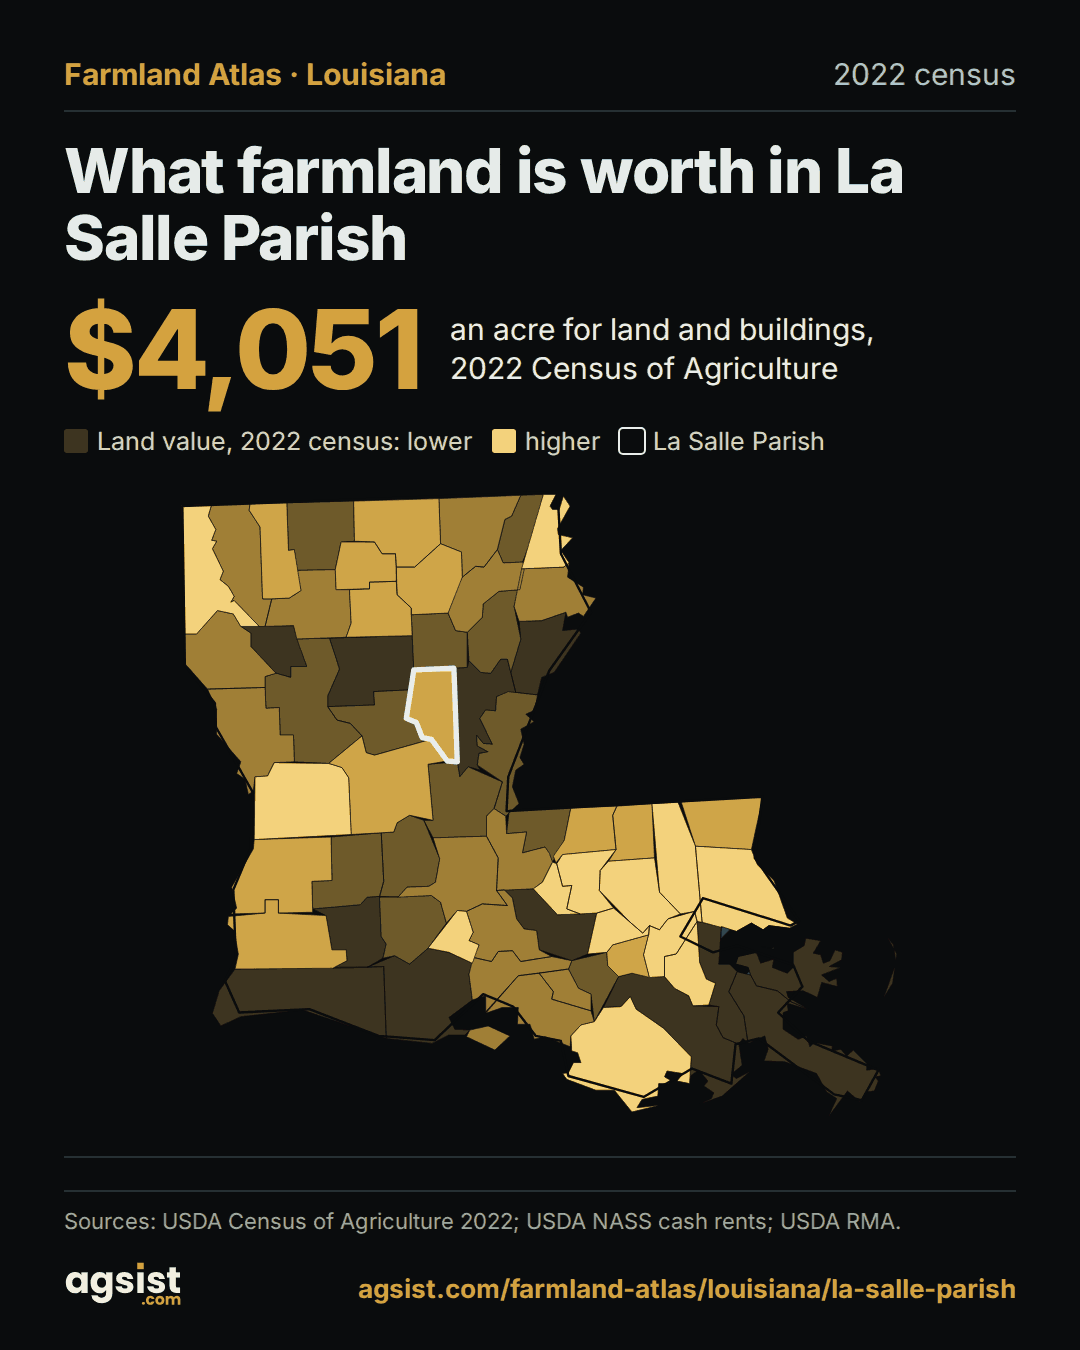 Farmland Atlas · Louisiana
2022 census
What farmland is worth in La
Salle Parish
$4,051
an acre for land and buildings,
2022 Census of Agriculture
Land value, 2022 census: lower
higher
La Salle Parish
Sources: USDA Census of Agriculture 2022; USDA NASS cash rents; USDA RMA.
agsist
.com
agsist.com/farmland-atlas/louisiana/la-salle-parish